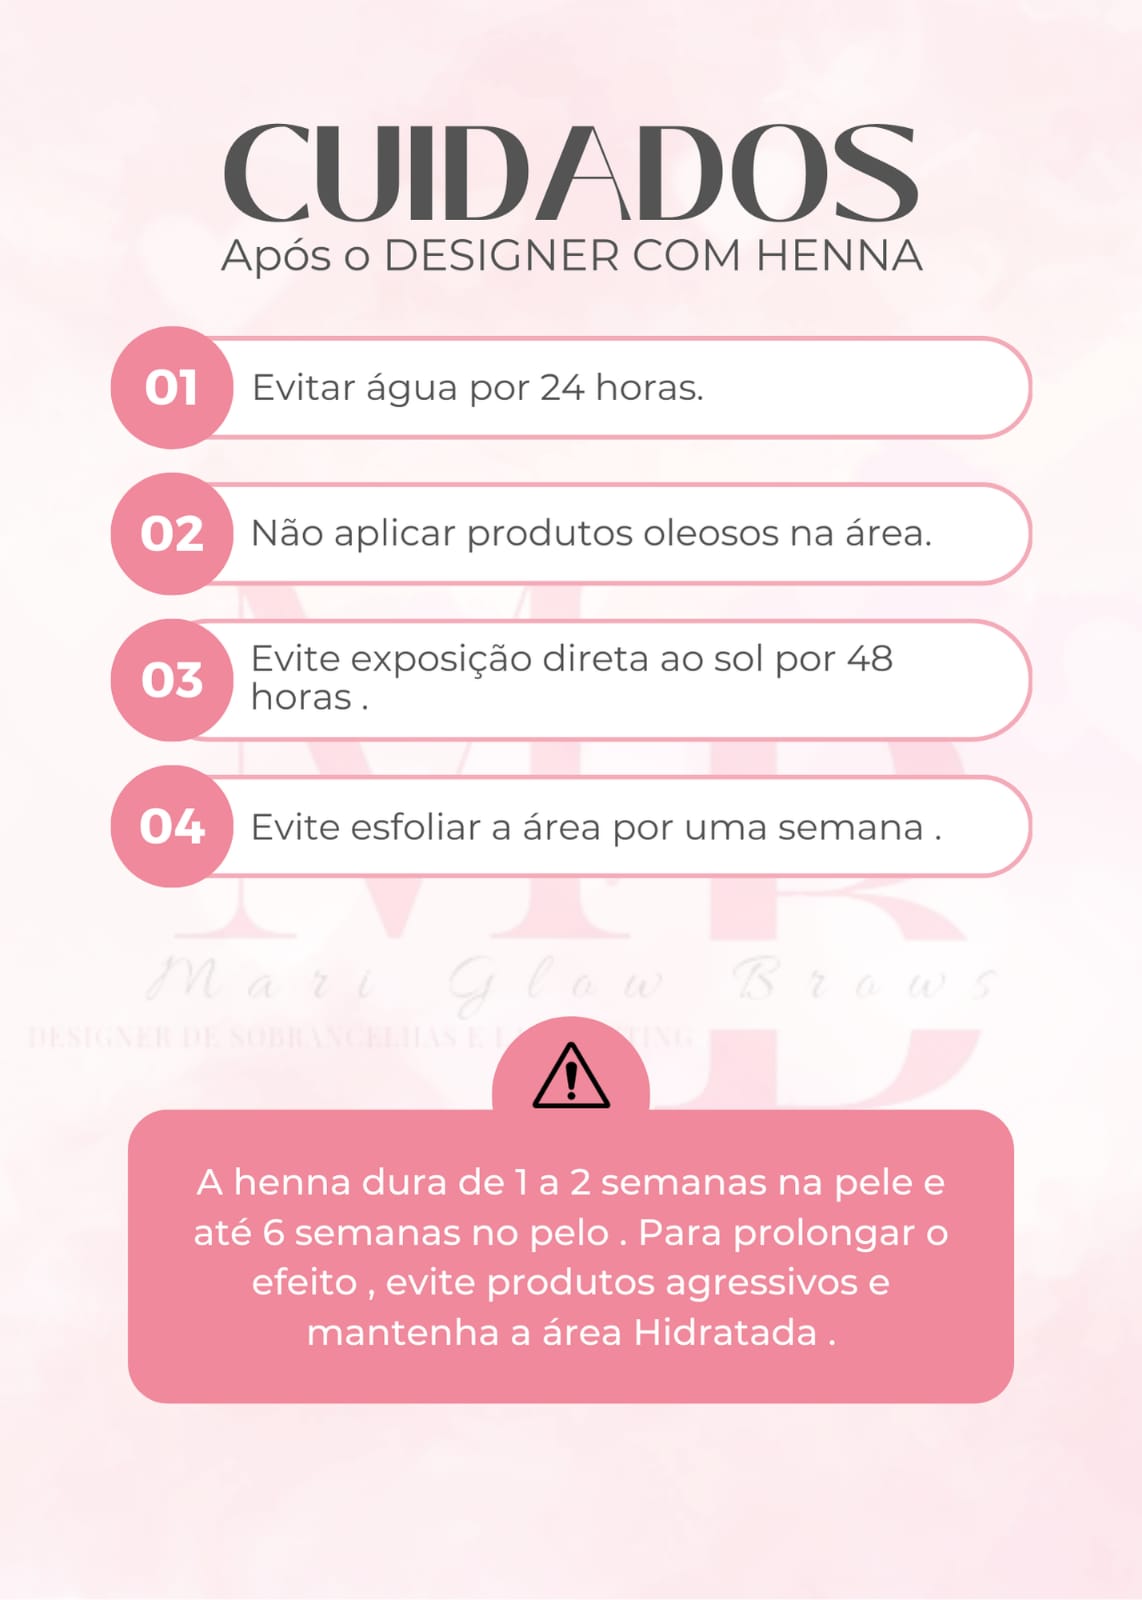 CUIDADOS
Após o DESIGNER COM HENNA
01
Evitar água por 24 horas.
02
Não aplicar produtos oleosos na área.
03
Evite exposição direta ao sol por 48
horas .
04
Evite esfoliar a área por uma semana .
Mari Glow Brows
DESIGNER DE SOBRANCELHAS E
A henna dura de 1 a 2 semanas na pele e
até 6 semanas no pelo . Para prolongar o
efeito , evite produtos agressivos e
mantenha a área Hidratada .